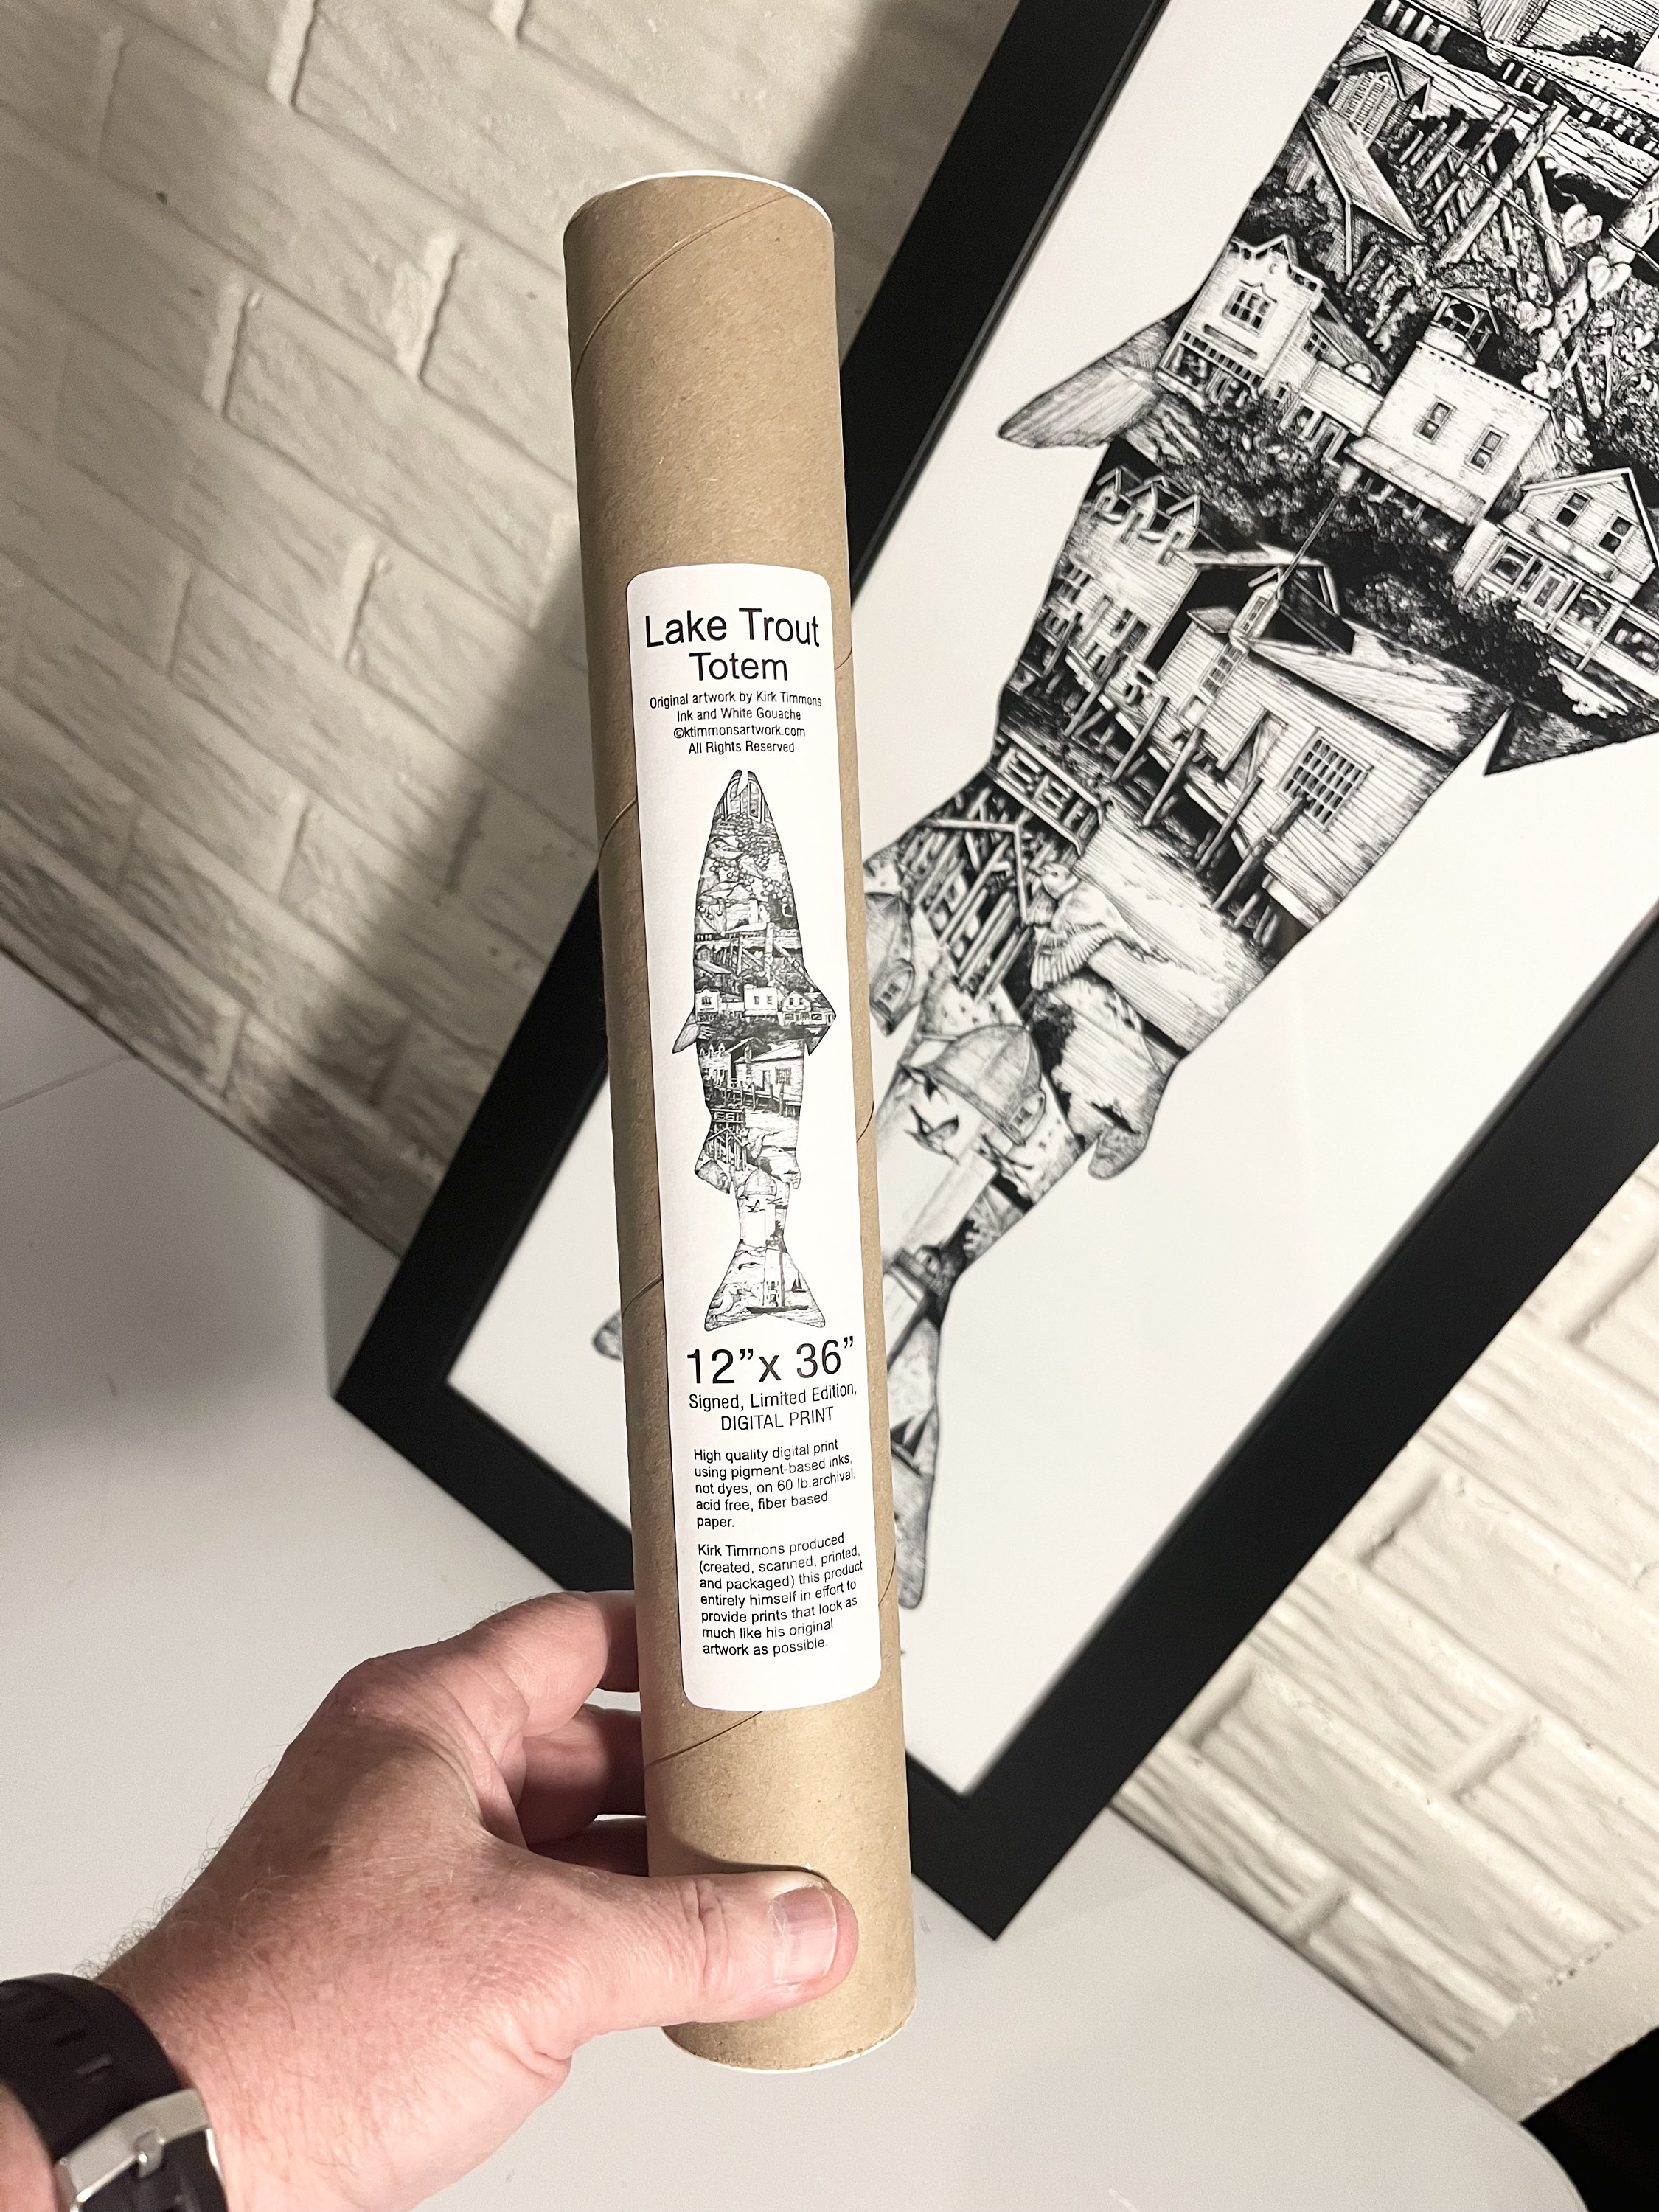 Lake Trout
Totem
Original artwork by Kirk Timmons
Ink and White Gouache
©ktimmonsartwork.com
All Rights Reserved
12”x 36”
Signed, Limited Edition,
DIGITAL PRINT
High quality digital print
using pigment-based inks,
not dyes, on 60 lb.archival,
acid free, fiber based
paper.
Kirk Timmons produced
(created, scanned, printed,
and packaged) this product
entirely himself in effort to
provide prints that look as
much like his original
artwork as possible.